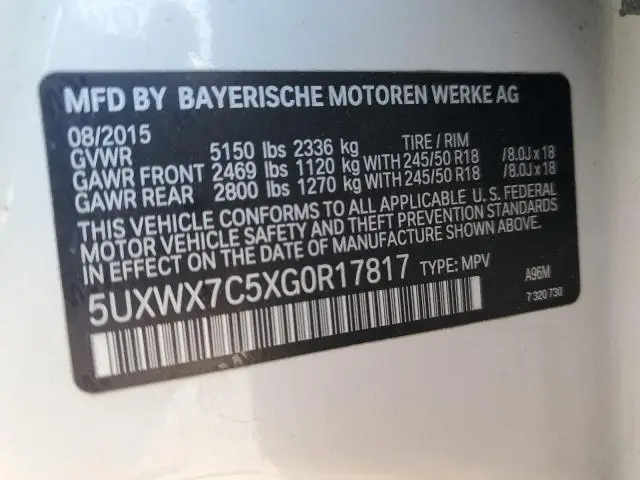 MFD BY BAYERISCHE MOTOREN WERKE AG
08/2015 TIRE / RIM
GVWR 5150 lbs 2336 kg
GAWR FRONT 2469 lbs 1120 kg WITH 245/50 R18 /8.0J x 18
GAWR REAR 2800 lbs 1270 kg WITH 245/50 R18 /8.0J x 18
THIS VEHICLE CONFORMS TO ALL APPLICABLE U. S. FEDERAL
MOTOR VEHICLE SAFETY AND THEFT PREVENTION STANDARDS
IN EFFECT ON THE DATE OF MANUFACTURE SHOWN ABOVE.
5UXWX7C5XG0R17817 TYPE: MPV A96M
7 320 730